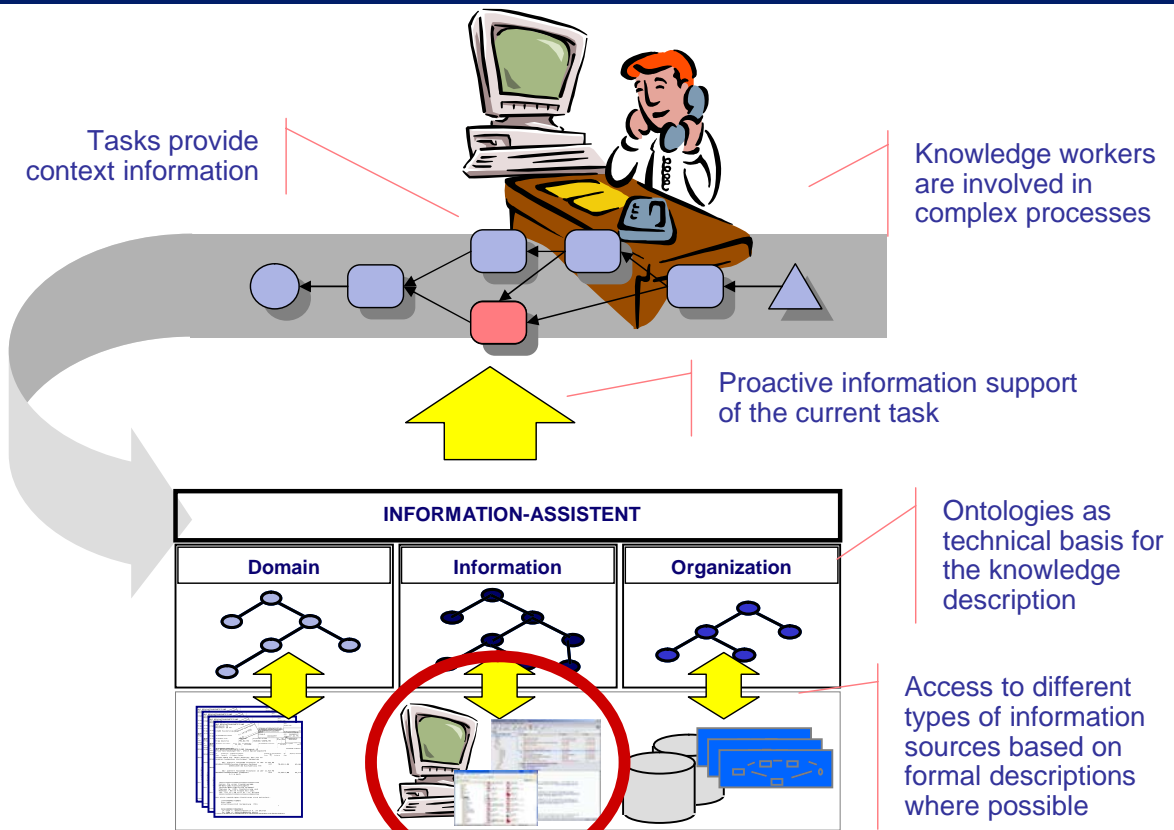 Tasks provide
context information
Knowledge workers
are involved in
complex processes
Proactive information support
of the current task
INFORMATION-ASSISTENT
Domain
Information
Organization
Ontologies as
technical basis for
the knowledge
description
Access to different
types of information
sources based on
formal descriptions
where possible